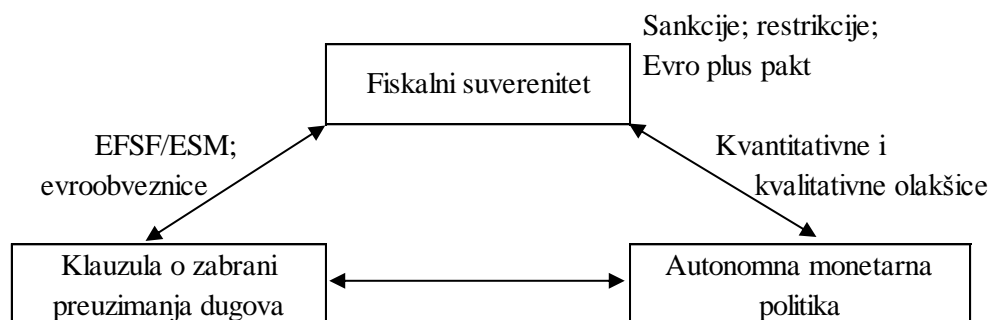 Sankcije; restrikcije;
Evro plus pakt
Fiskalni suverenitet
EFSF/ESM;
evroobveznice
Kvantitativne i
kvalitativne olakšice
Klauzula o zabrani
preuzimanja dugova
Autonomna monetarna
politika